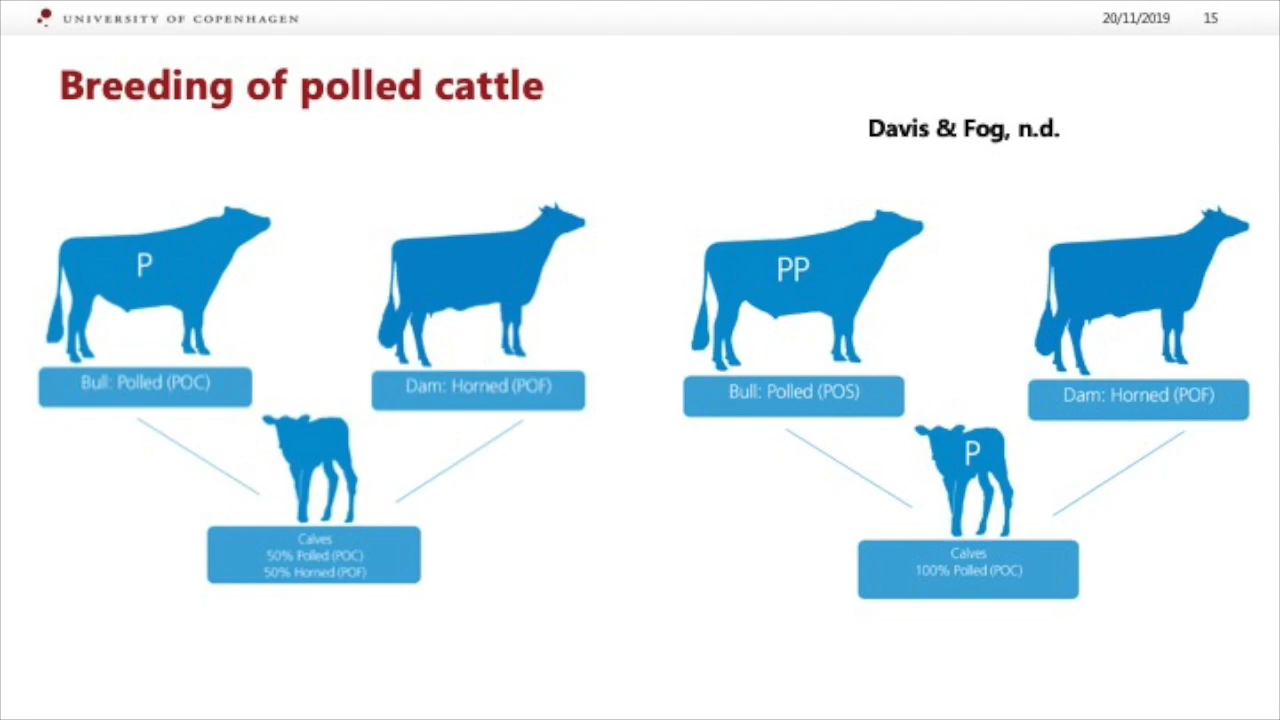 UNIVERSITY OF COPENHAGEN
20/11/2019 15
Breeding of polled cattle
Davis & Fog, n.d.
P
PP
Bull: Polled (POC)
Dam: Horned (POF)
Bull: Polled (POS)
Dam: Horned (POF)
P
Calves
50% Polled (POC)
50% Horned (POF)
Calves
100% Polled (POC)